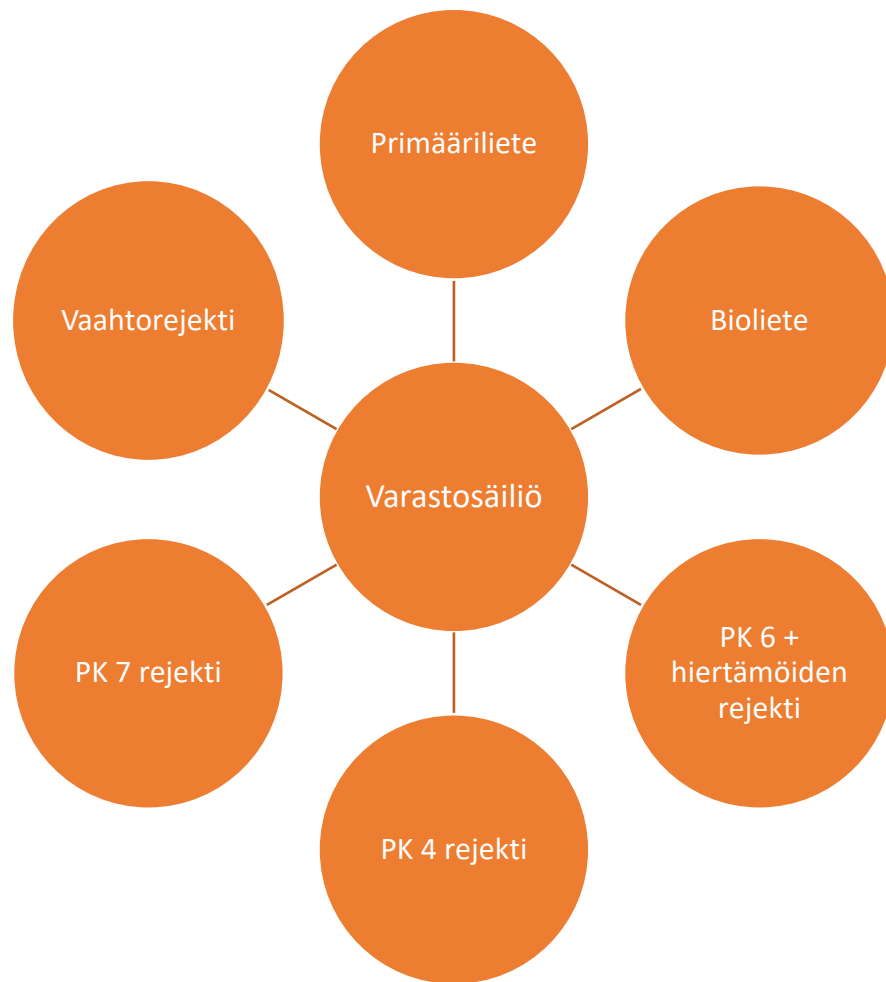 Primääriliete
Vaahtorejekti
Bioliete
Varastosäiliö
PK 7 rejekti
PK 6 +
hiertämöiden
rejekti
PK 4 rejekti